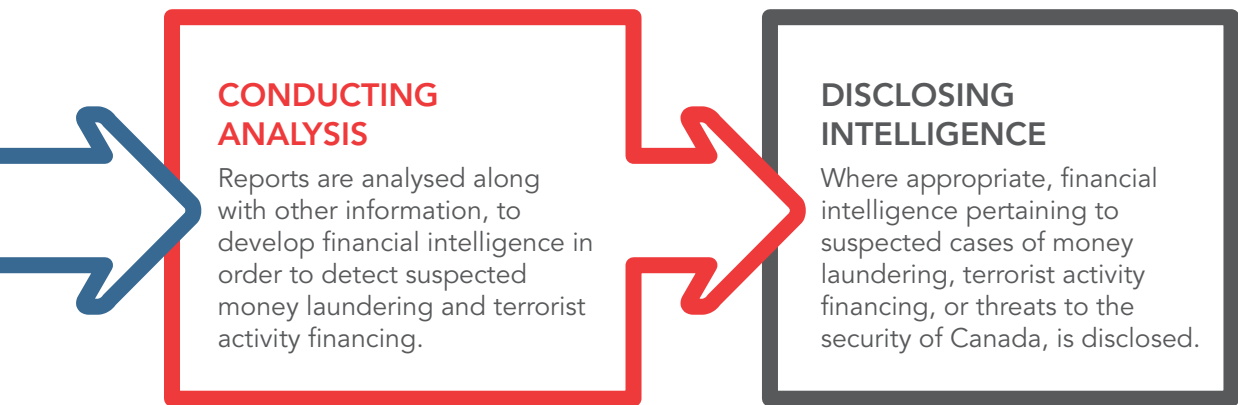 CONDUCTING
ANALYSIS
Reports are analysed along
with other information, to
develop financial intelligence in
order to detect suspected
money laundering and terrorist
activity financing.
DISCLOSING
INTELLIGENCE
Where appropriate, financial
intelligence pertaining to
suspected cases of money
laundering, terrorist activity
financing, or threats to the
security of Canada, is disclosed.